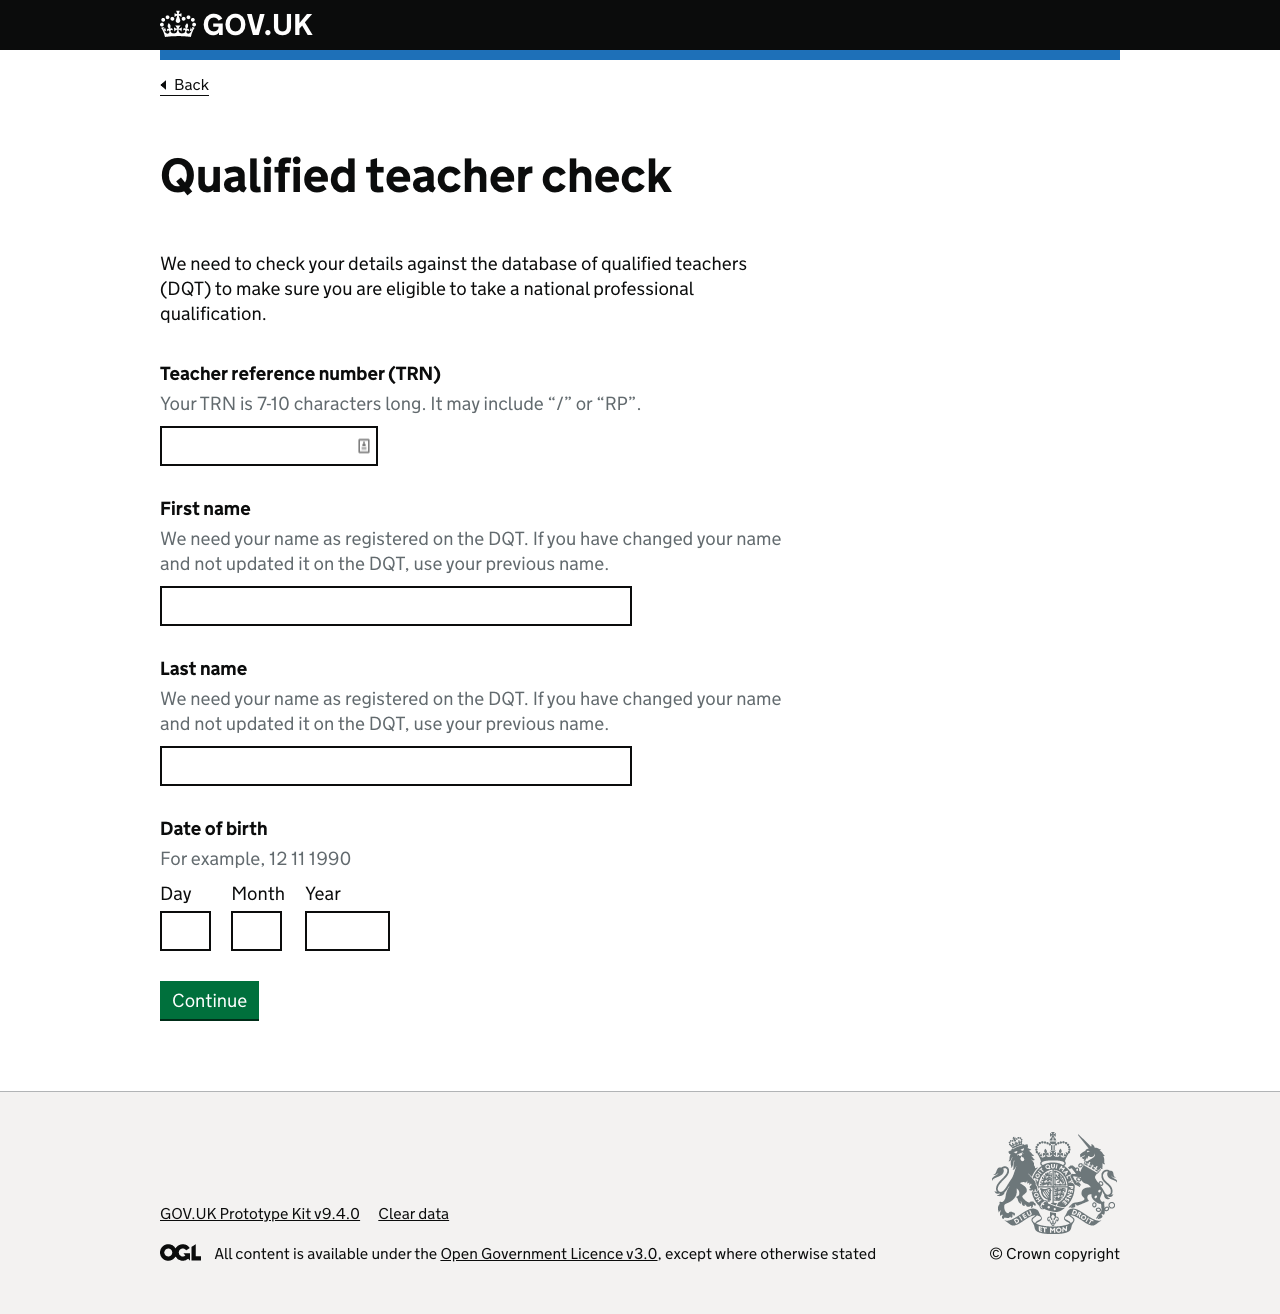 GOV.UK
Back
Qualified teacher check
We need to check your details against the database of qualified teachers
(DQT) to make sure you are eligible to take a national professional
qualification.
Teacher reference number (TRN)
Your TRN is 7-10 characters long. It may include “/” or “RP”.
First name
We need your name as registered on the DQT. If you have changed your name
and not updated it on the DQT, use your previous name.
Last name
We need your name as registered on the DQT. If you have changed your name
and not updated it on the DQT, use your previous name.
Date of birth
For example, 12 11 1990
Day Month Year
Continue
GOV.UK Prototype Kit v9.4.0 Clear data
OGL All content is available under the Open Government Licence v3.0, except where otherwise stated
© Crown copyright